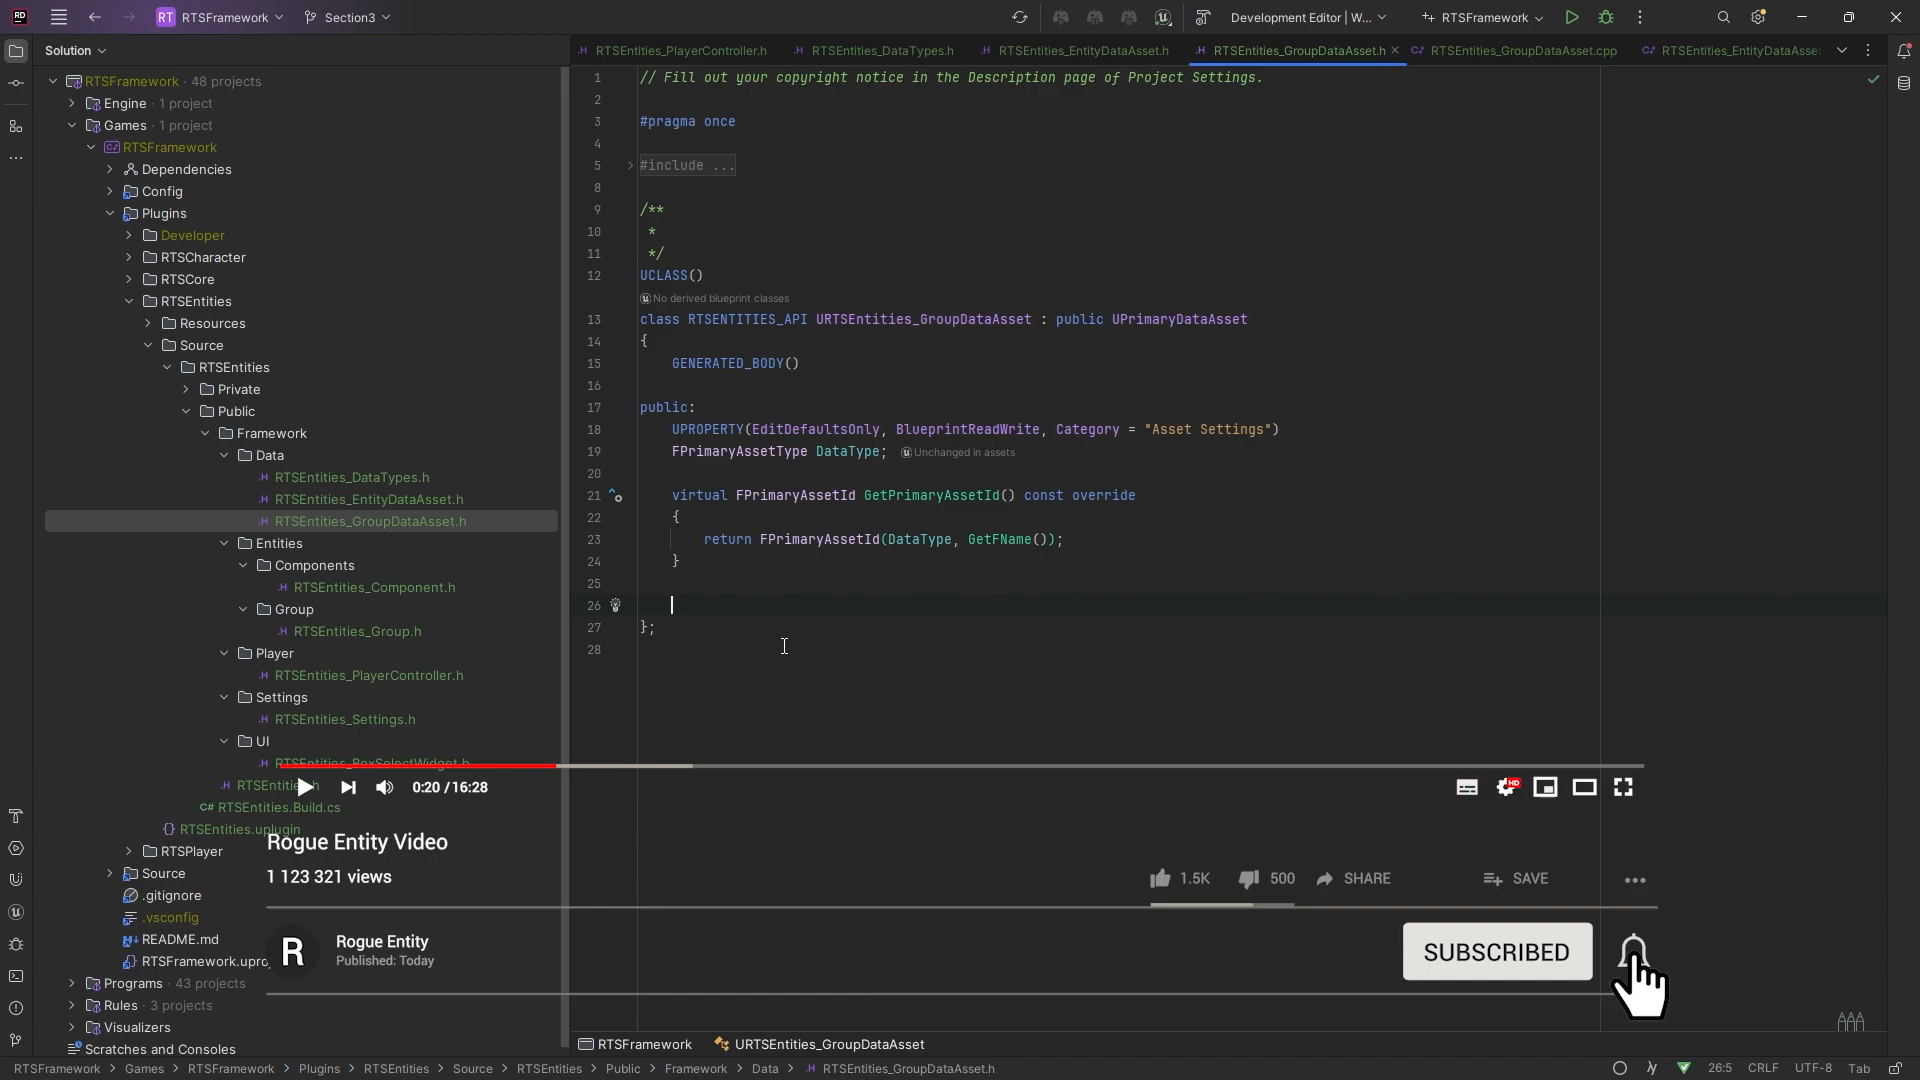 RD RT RTSFramework Section3 Development Editor | W... RTSFramework
Solution
RTSEntities_PlayerController.h RTSEntities_DataTypes.h RTSEntities_EntityDataAsset.h RTSEntities_GroupDataAsset.h RTSEntities_GroupDataAsset.cpp RTSEntities_EntityDataAsse
RTSFramework · 48 projects
Engine · 1 project
Games · 1 project
RTSFramework
Dependencies
Config
Plugins
Developer
RTSCharacter
RTSCore
RTSEntities
Resources
Source
RTSEntities
Private
Public
Framework
Data
RTSEntities_DataTypes.h
RTSEntities_EntityDataAsset.h
RTSEntities_GroupDataAsset.h
Entities
Components
RTSEntities_Component.h
Group
RTSEntities_Group.h
Player
RTSEntities_PlayerController.h
Settings
RTSEntities_Settings.h
UI
RTSEntities_BoxSelectWidget.h
RTSEntities.h
C# RTSEntities.Build.cs
{} RTSEntities.uplugin
RTSPlayer
Source
.gitignore
.vsconfig
M↓ README.md
RTSFramework.upro
Programs · 43 projects
Rules · 3 projects
Visualizers
Scratches and Consoles
1 // Fill out your copyright notice in the Description page of Project Settings.
2
3 #pragma once
4
5 #include ...
8
9 /**
10 *
11 */
12 UCLASS()
No derived blueprint classes
13 class RTSENTITIES_API URTSEntities_GroupDataAsset : public UPrimaryDataAsset
14 {
15 GENERATED_BODY()
16
17 public:
18 UPROPERTY(EditDefaultsOnly, BlueprintReadWrite, Category = "Asset Settings")
19 FPrimaryAssetType DataType; Unchanged in assets
20
21 virtual FPrimaryAssetId GetPrimaryAssetId() const override
22 {
23 return FPrimaryAssetId(DataType, GetFName());
24 }
25
26
27 };
28
0:20 / 16:28
HD
Rogue Entity Video
1 123 321 views
1.5K 500 SHARE SAVE
R
Rogue Entity
Published: Today
SUBSCRIBED
RTSFramework URTSEntities_GroupDataAsset
RTSFramework > Games > RTSFramework > Plugins > RTSEntities > Source > RTSEntities > Public > Framework > Data > RTSEntities_GroupDataAsset.h 26:5 CRLF UTF-8 Tab